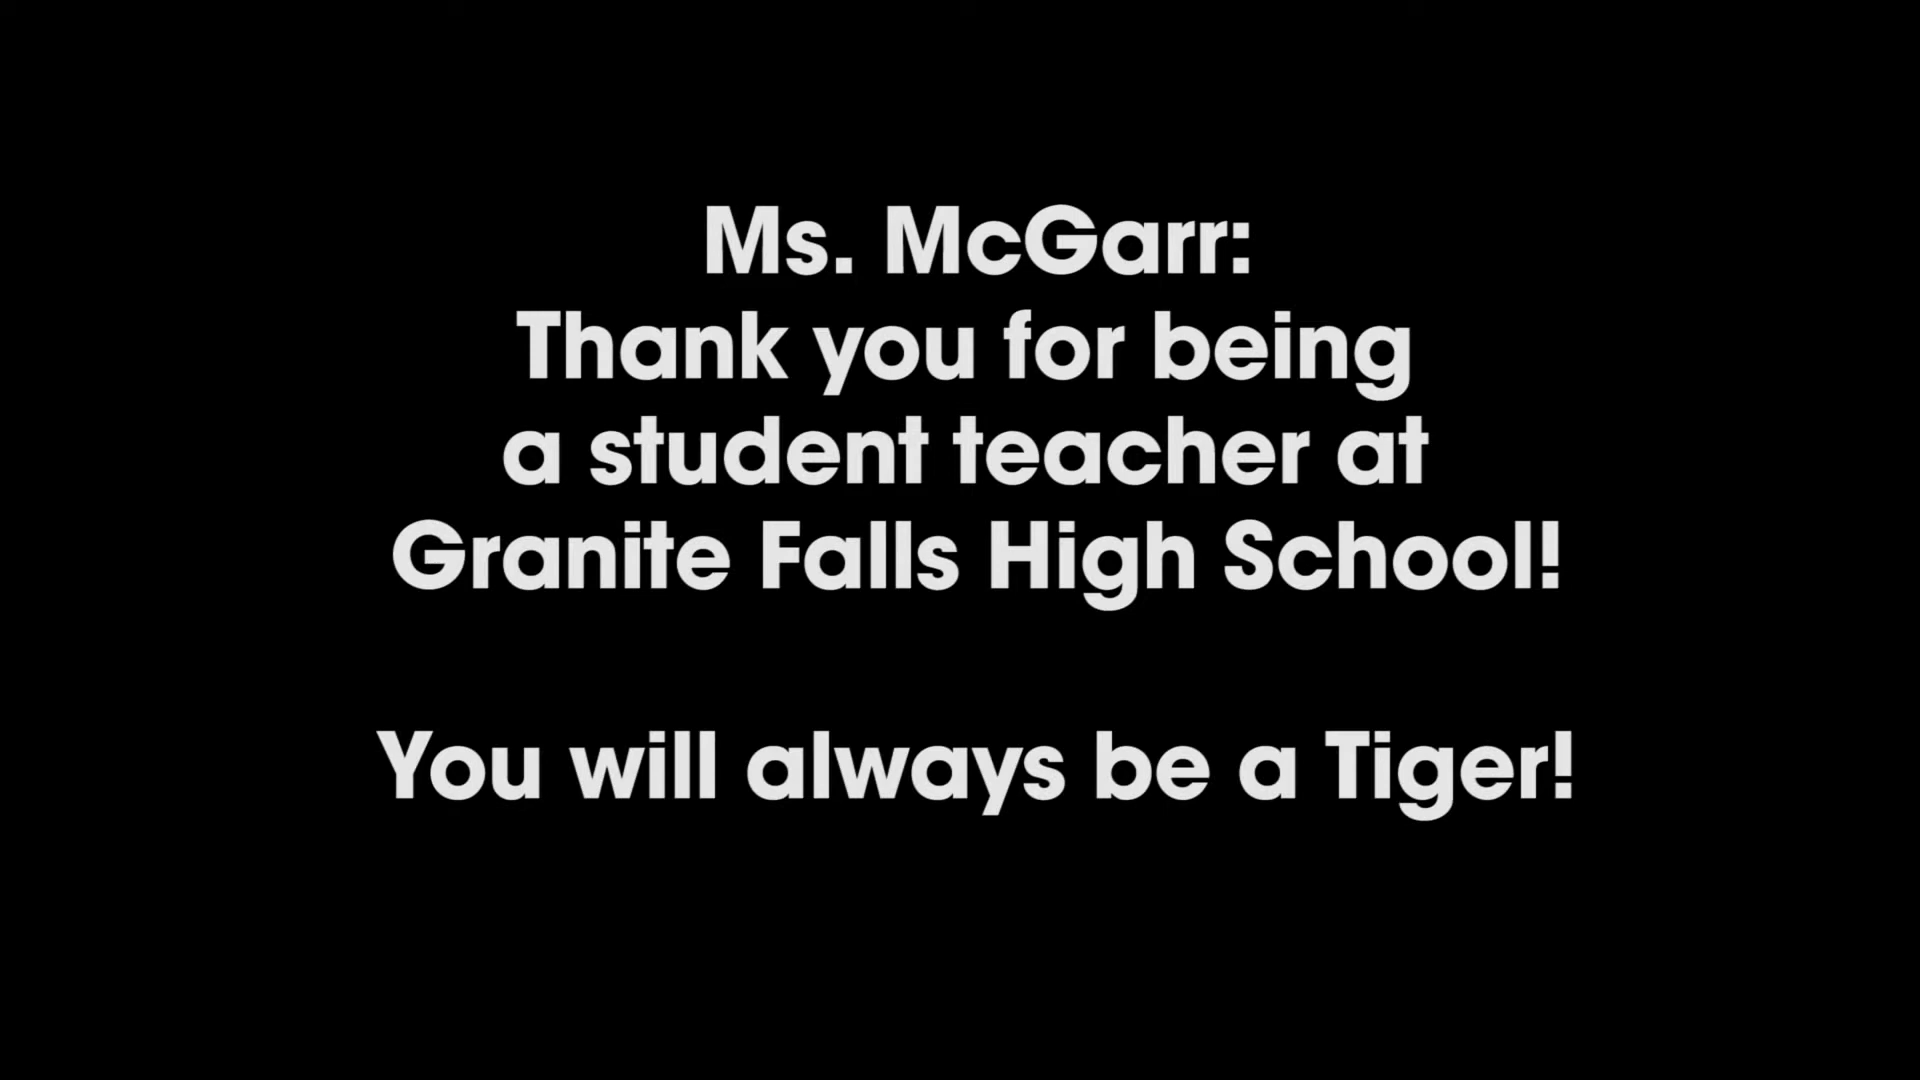 Ms. McGarr:
Thank you for being
a student teacher at
Granite Falls High School!
You will always be a Tiger!